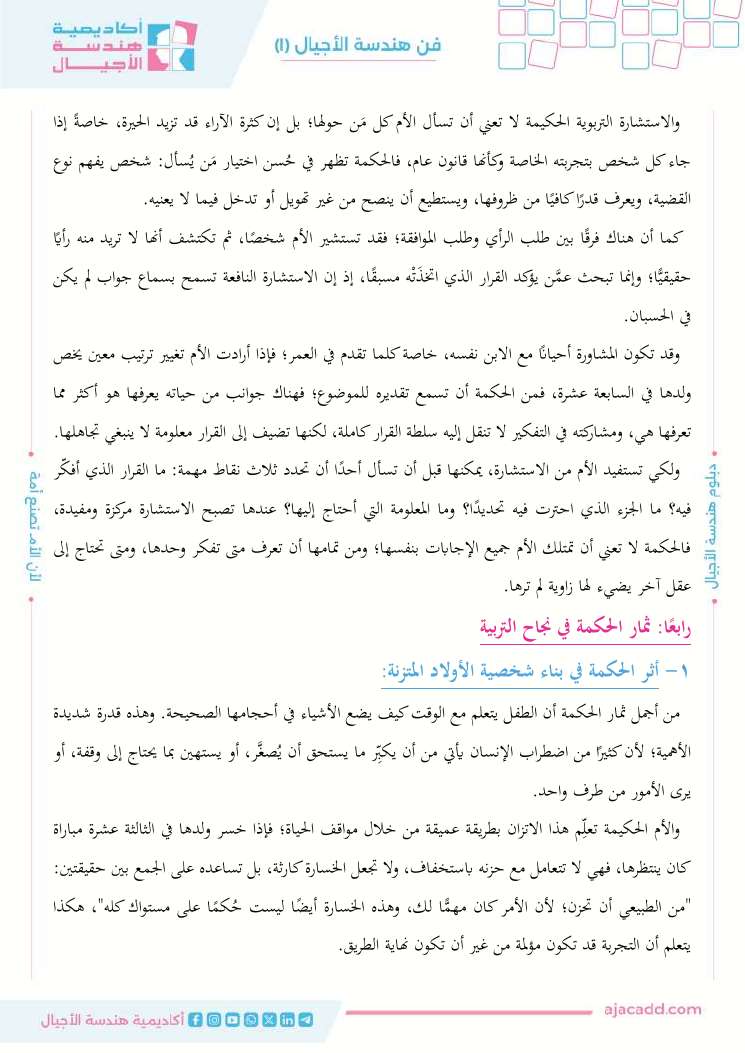 أكاديمية
هندسة
الأجيال
فن هندسة الأجيال (١)
والاستشارة التربوية الحكيمة لا تعني أن تسأل الأم كل مَن حولها؛ بل إن كثرة الآراء قد تزيد الحيرة، خاصةً إذا
جاء كل شخص بتجربته الخاصة وكأنها قانون عام، فالحكمة تظهر في حُسن اختيار مَن يُسأل: شخص يفهم نوع
القضية، ويعرف قدرًا كافيًا من ظروفها، ويستطيع أن ينصح من غير تهويل أو تدخل فيما لا يعنيه.
كما أن هناك فرقًا بين طلب الرأي وطلب الموافقة؛ فقد تستشير الأم شخصًا، ثم تكتشف أنها لا تريد منه رأيًا
حقيقيًّا؛ وإنما تبحث عمَّن يؤكد القرار الذي اتخذَتْه مسبقًا، إذ إن الاستشارة النافعة تسمح بسماع جواب لم يكن
في الحسبان.
وقد تكون المشاورة أحيانًا مع الابن نفسه، خاصة كلما تقدم في العمر؛ فإذا أرادت الأم تغيير ترتيب معين يخص
ولدها في السابعة عشرة، فمن الحكمة أن تسمع تقديره للموضوع؛ فهناك جوانب من حياته يعرفها هو أكثر مما
تعرفها هي، ومشاركته في التفكير لا تنقل إليه سلطة القرار كاملة، لكنها تضيف إلى القرار معلومة لا ينبغي تجاهلها.
ولكي تستفيد الأم من الاستشارة، يمكنها قبل أن تسأل أحدًا أن تحدد ثلاث نقاط مهمة: ما القرار الذي أفكّر
فيه؟ ما الجزء الذي احترت فيه تحديدًا؟ وما المعلومة التي أحتاج إليها؟ عندها تصبح الاستشارة مركزة ومفيدة،
فالحكمة لا تعني أن تمتلك الأم جميع الإجابات بنفسها؛ ومن تمامها أن تعرف متى تفكر وحدها، ومتى تحتاج إلى
عقل آخر يضيء لها زاوية لم ترها.
رابعًا: ثمار الحكمة في نجاح التربية
١- أثر الحكمة في بناء شخصية الأولاد المتزنة:
من أجمل ثمار الحكمة أن الطفل يتعلم مع الوقت كيف يضع الأشياء في أحجامها الصحيحة. وهذه قدرة شديدة
الأهمية؛ لأن كثيرًا من اضطراب الإنسان يأتي من أن يكبِّر ما يستحق أن يُصغَّر، أو يستهين بما يحتاج إلى وقفة، أو
يرى الأمور من طرف واحد.
والأم الحكيمة تعلِّم هذا الاتزان بطريقة عميقة من خلال مواقف الحياة؛ فإذا خسر ولدها في الثالثة عشرة مباراة
كان ينتظرها، فهي لا تتعامل مع حزنه باستخفاف، ولا تجعل الخسارة كارثة، بل تساعده على الجمع بين حقيقتين:
"من الطبيعي أن تحزن؛ لأن الأمر كان مهمًّا لك، وهذه الخسارة أيضًا ليست حُكمًا على مستواك كله"، هكذا
يتعلم أن التجربة قد تكون مؤلمة من غير أن تكون نهاية الطريق.
دبلوم هندسة الأجيال
لأن الأم تصنع أمة
أكاديمية هندسة الأجيال
ajacadd.com